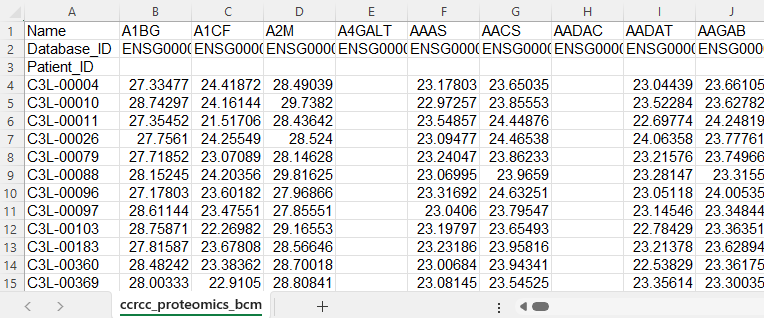 A B C D E F G H I J
1 Name A1BG A1CF A2M A4GALT AAAS AACS AADAC AADAT AAGAB
2 Database_ID ENSG0000 ENSG0000 ENSG0000 ENSG0000 ENSG0000 ENSG0000 ENSG0000 ENSG0000 ENSG000
3 Patient_ID
4 C3L-00004 27.33477 24.41872 28.49039 23.17803 23.65035 23.04439 23.66105
5 C3L-00010 28.74297 24.16144 29.7382 22.97257 23.85553 23.52284 23.62782
6 C3L-00011 27.35452 21.51706 28.43642 23.54857 24.44876 22.69774 24.24819
7 C3L-00026 27.7561 24.25549 28.524 23.09477 24.46538 24.06358 23.77761
8 C3L-00079 27.71852 23.07089 28.14628 23.24047 23.86233 23.21576 23.74966
9 C3L-00088 28.15245 24.20356 29.81625 23.06995 23.9659 23.28147 23.3155
10 C3L-00096 27.17803 23.60182 27.96866 23.31692 24.63251 23.05118 24.00535
11 C3L-00097 28.61144 23.47551 27.85551 23.0406 23.79547 23.14546 23.34844
12 C3L-00103 28.75871 22.26982 29.16553 23.19797 23.65493 22.78429 23.36351
13 C3L-00183 27.81587 23.67808 28.56646 23.23186 23.95816 23.21378 23.62894
14 C3L-00360 28.48242 23.38362 28.70018 23.00684 23.94341 22.53829 23.36175
15 C3L-00369 28.00333 22.9105 28.80841 23.08145 23.54525 23.35614 23.30035
ccrcc_proteomics_bcm